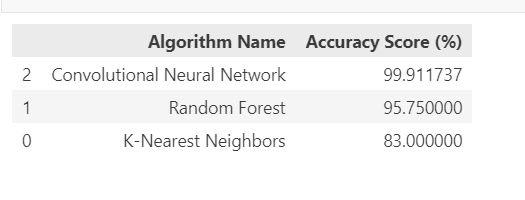 Algorithm Name Accuracy Score (%)
2 Convolutional Neural Network 99.911737
1 Random Forest 95.750000
0 K-Nearest Neighbors 83.000000